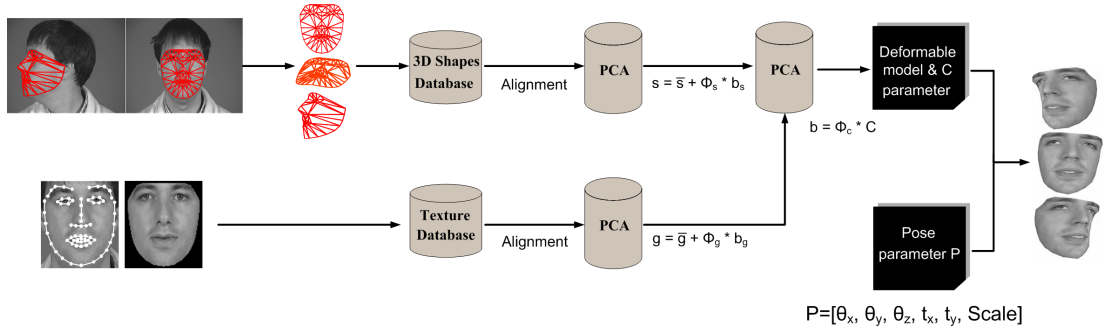 3D Shapes
Database
Alignment
PCA
s = s̅ + Φₛ * bₛ
PCA
b = Φ꜀ * C
Deformable
model & C
parameter
Texture
Database
Alignment
PCA
g = g̅ + Φg * bg
Pose
parameter P
P=[θₓ, θy, θz, tₓ, ty, Scale]